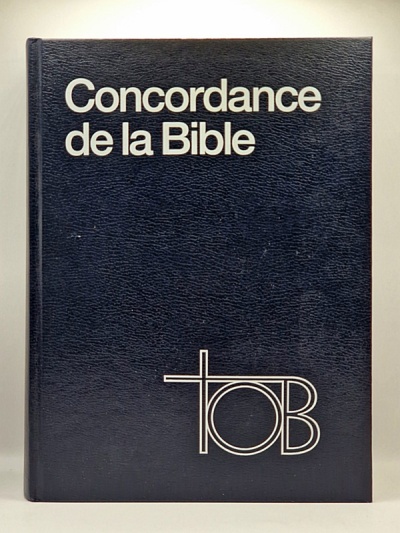 Concordance
de la Bible
TOB